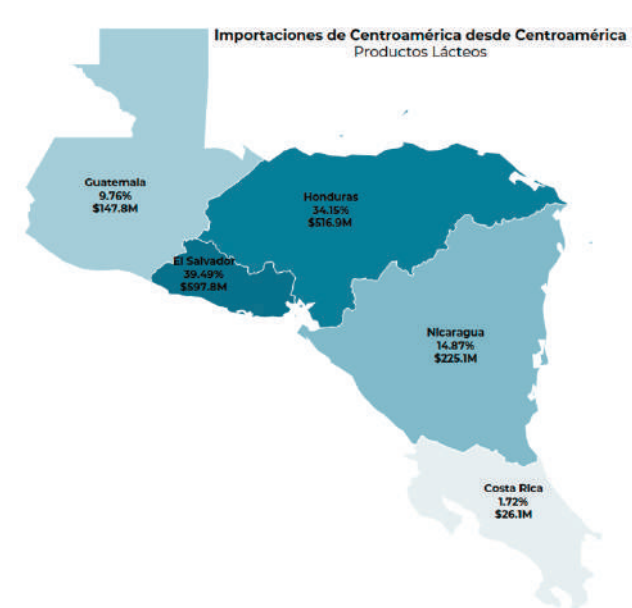 Importaciones de Centroamérica desde Centroamérica
Productos Lácteos
Guatemala
9.76%
$147.8M
Honduras
34.15%
$516.9M
El Salvador
39.49%
$597.8M
Nicaragua
14.87%
$225.1M
Costa Rica
1.72%
$26.1M